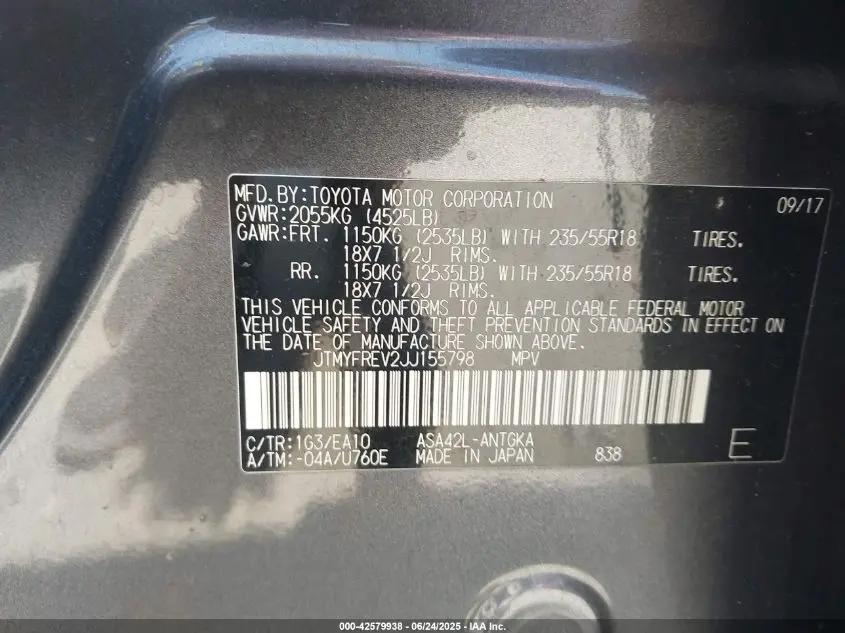 MFD. BY: TOYOTA MOTOR CORPORATION 09/17
GVWR: 2055KG (4525LB)
GAWR: FRT. 1150KG (2535LB) WITH 235/55R18 TIRES.
18X7 1/2J RIMS.
RR. 1150KG (2535LB) WITH 235/55R18 TIRES.
18X7 1/2J RIMS.
THIS VEHICLE CONFORMS TO ALL APPLICABLE FEDERAL MOTOR
VEHICLE SAFETY AND THEFT PREVENTION STANDARDS IN EFFECT ON
THE DATE OF MANUFACTURE SHOWN ABOVE.
JTMYFREV2JJ155798 MPV
C/TR: 1G3/EA10 ASA42L-ANTGKA
A/TM: -04A/U760E MADE IN JAPAN 838 E
000-42579938 - 06/24/2025 - IAA Inc.